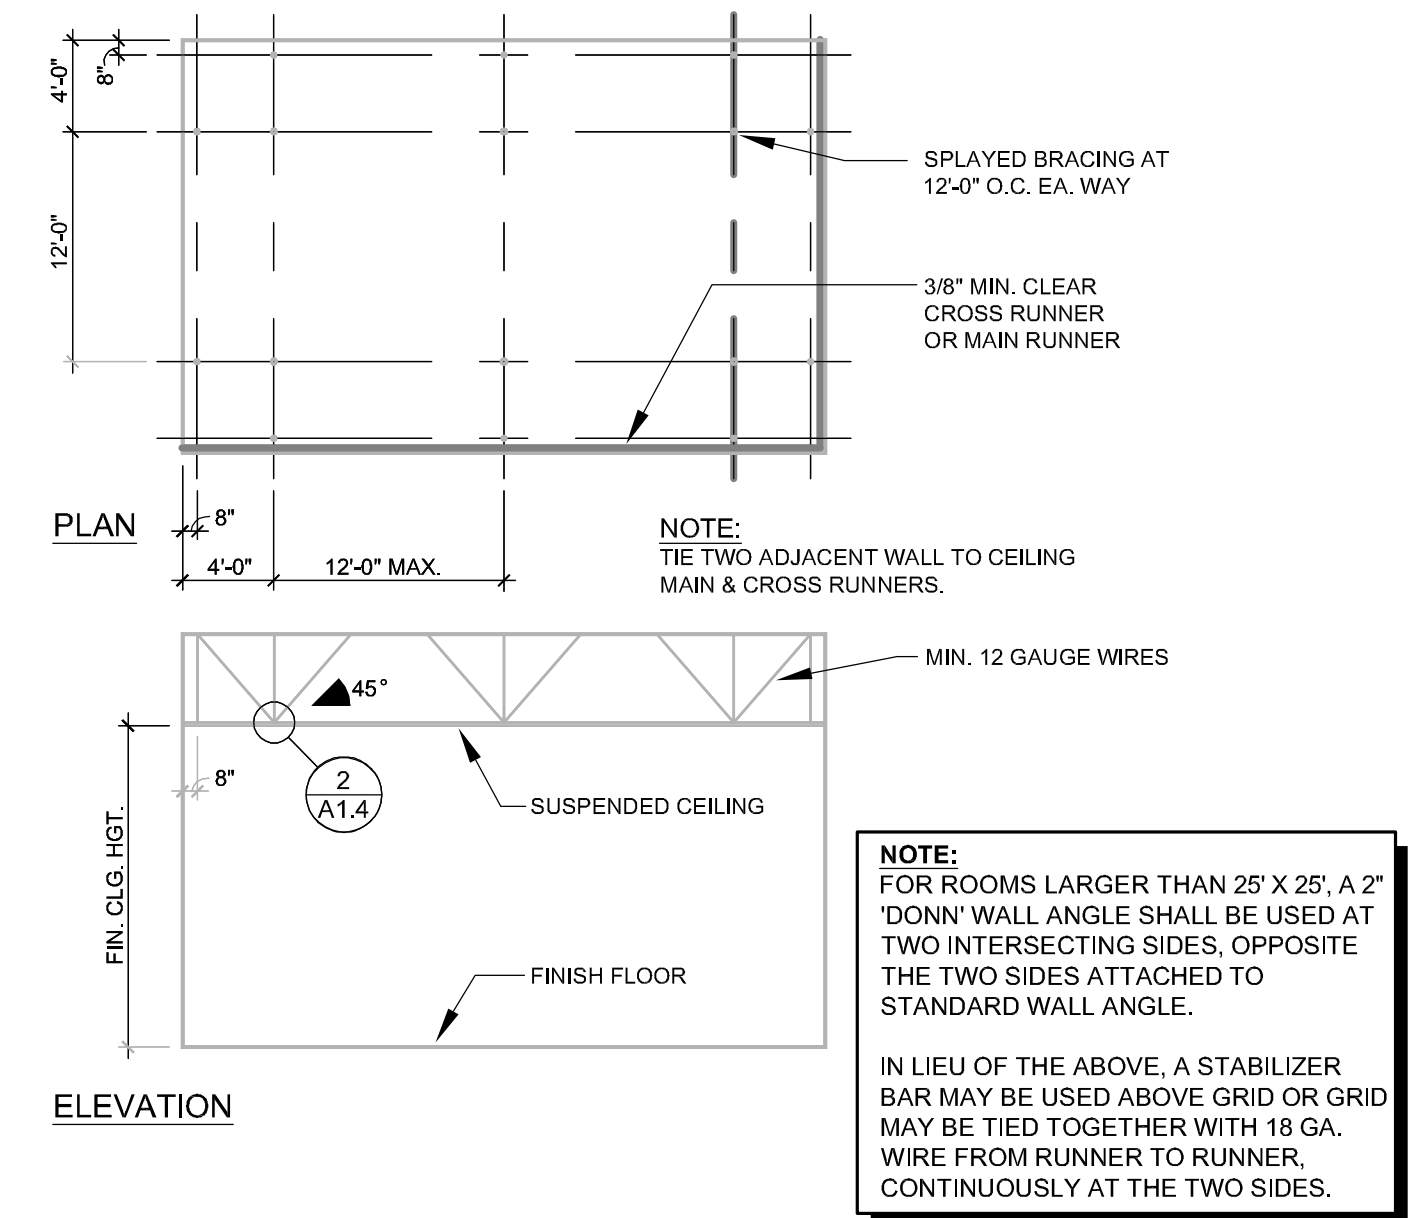 4'-0"
8"
12'-0"
SPLAYED BRACING AT
12'-0" O.C. EA. WAY
3/8" MIN. CLEAR
CROSS RUNNER
OR MAIN RUNNER
PLAN
8"
4'-0"
12'-0" MAX.
NOTE:
TIE TWO ADJACENT WALL TO CEILING
MAIN & CROSS RUNNERS.
MIN. 12 GAUGE WIRES
45°
8"
2
A1.4
SUSPENDED CEILING
FIN. CLG. HGT.
FINISH FLOOR
ELEVATION
NOTE:
FOR ROOMS LARGER THAN 25' X 25', A 2"
'DONN' WALL ANGLE SHALL BE USED AT
TWO INTERSECTING SIDES, OPPOSITE
THE TWO SIDES ATTACHED TO
STANDARD WALL ANGLE.
IN LIEU OF THE ABOVE, A STABILIZER
BAR MAY BE USED ABOVE GRID OR GRID
MAY BE TIED TOGETHER WITH 18 GA.
WIRE FROM RUNNER TO RUNNER,
CONTINUOUSLY AT THE TWO SIDES.